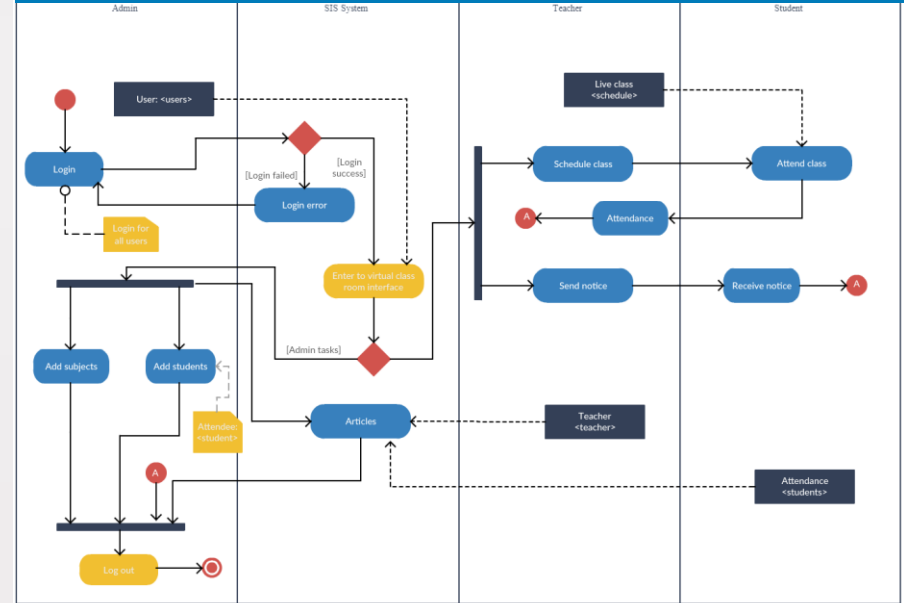 Admin
SIS System
Teacher
Student
User: <users>
Live class
<schedule>
Login
[Login failed]
[Login
success]
Schedule class
Attend class
Login error
A
Attendance
Login for
all users
Enter to virtual class
room interface
Send notice
Receive notice
A
[Admin tasks]
Add subjects
Add students
Attendee:
<student>
Articles
Teacher
<teacher>
A
Attendance
<students>
Log out